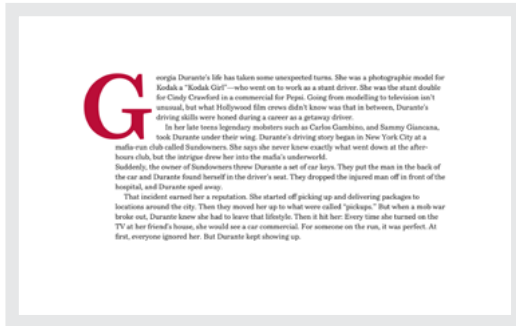 Georgia Durante's life has taken some unexpected turns. She was a photographic model for
Kodak a "Kodak Girl"—who went on to work as a stant driver. She was the stunt double
for Cindy Crawford in a commercial for Pepsi. Going from modelling to television isn't
unusual, but what Hollywood film crews didn't know was that in between, Durante's
driving skills were honed during a career as a getaway driver.
In her late teens legendary mobsters such as Carlos Gambino, and Sammy Giancana,
took Durante under their wing. Durante's driving story began in New York City at a
mafia-run club called Sundowners. She says she never knew exactly what went down at the after-
hours club, but the intrigue drew her into the mafia's underworld.
Suddenly, the owner of Sundowners threw Durante a set of car keys. They put the man in the back of
the car and Durante found herself in the driver's seat. They dropped the injured man off in front of the
hospital, and Durante sped away.
That incident earned her a reputation. She started off picking up and delivering packages to
locations around the city. Then they moved her up to what were called "pickups." But when a mob war
broke out, Durante knew she had to leave that lifestyle. Then it hit her: Every time she turned on the
TV at her friend's house, she would see a car commercial. For someone on the run, it was perfect. At
first, everyone ignored her. But Durante kept showing up.